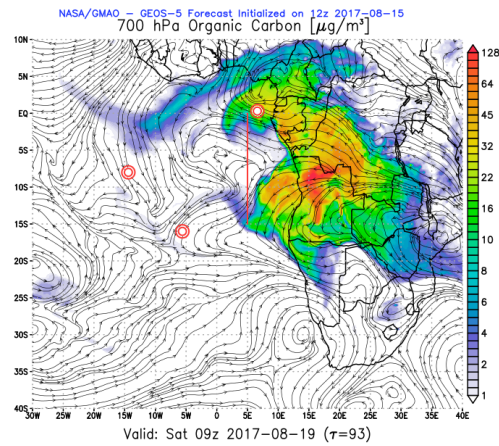 NASA/GMAO - GEOS-5 Forecast Initialized on 12z 2017-08-15
700 hPa Organic Carbon [μg/m³]
10N
5N
EQ
5S
10S
15S
20S
25S
30S
35S
40S
30W 25W 20W 15W 10W 5W 0 5E 10E 15E 20E 25E 30E 35E 40E
128
64
45
32
16
10
8
6
4
2
1
Valid: Sat 09z 2017-08-19 (τ=93)